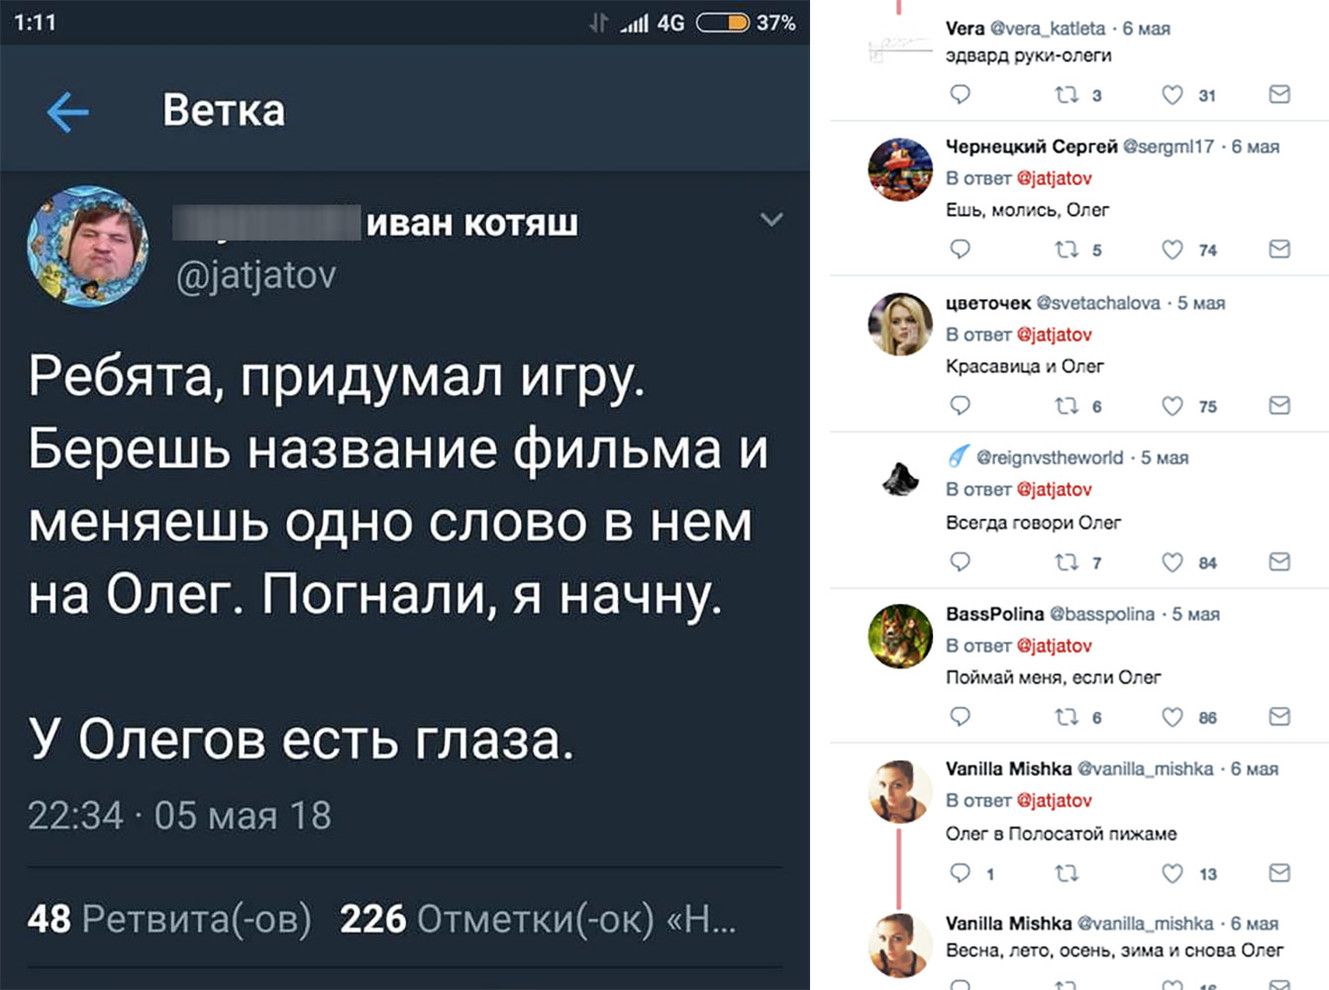 1:11
4G
37%
Ветка
иван котяш
@jatjatov
Ребята, придумал игру.
Берешь название фильма и
меняешь одно слово в нем
на Олег. Погнали, я начну.
У Олегов есть глаза.
22:34 · 05 мая 18
48 Ретвита(-ов) 226 Отметки(-ок) «Н...
Vera @vera_katleta · 6 мая
эдвард руки-олеги
3 31
Чернецкий Сергей @sergml17 · 6 мая
В ответ @jatjatov
Ешь, молись, Олег
5 74
цветочек @svetachalova · 5 мая
В ответ @jatjatov
Красавица и Олег
6 75
@reignvstheworld · 5 мая
В ответ @jatjatov
Всегда говори Олег
7 84
BassPolina @basspolina · 5 мая
В ответ @jatjatov
Поймай меня, если Олег
6 86
Vanilla Mishka @vanilla_mishka · 6 мая
В ответ @jatjatov
Олег в Полосатой пижаме
1 13
Vanilla Mishka @vanilla_mishka · 6 мая
Весна, лето, осень, зима и снова Олег